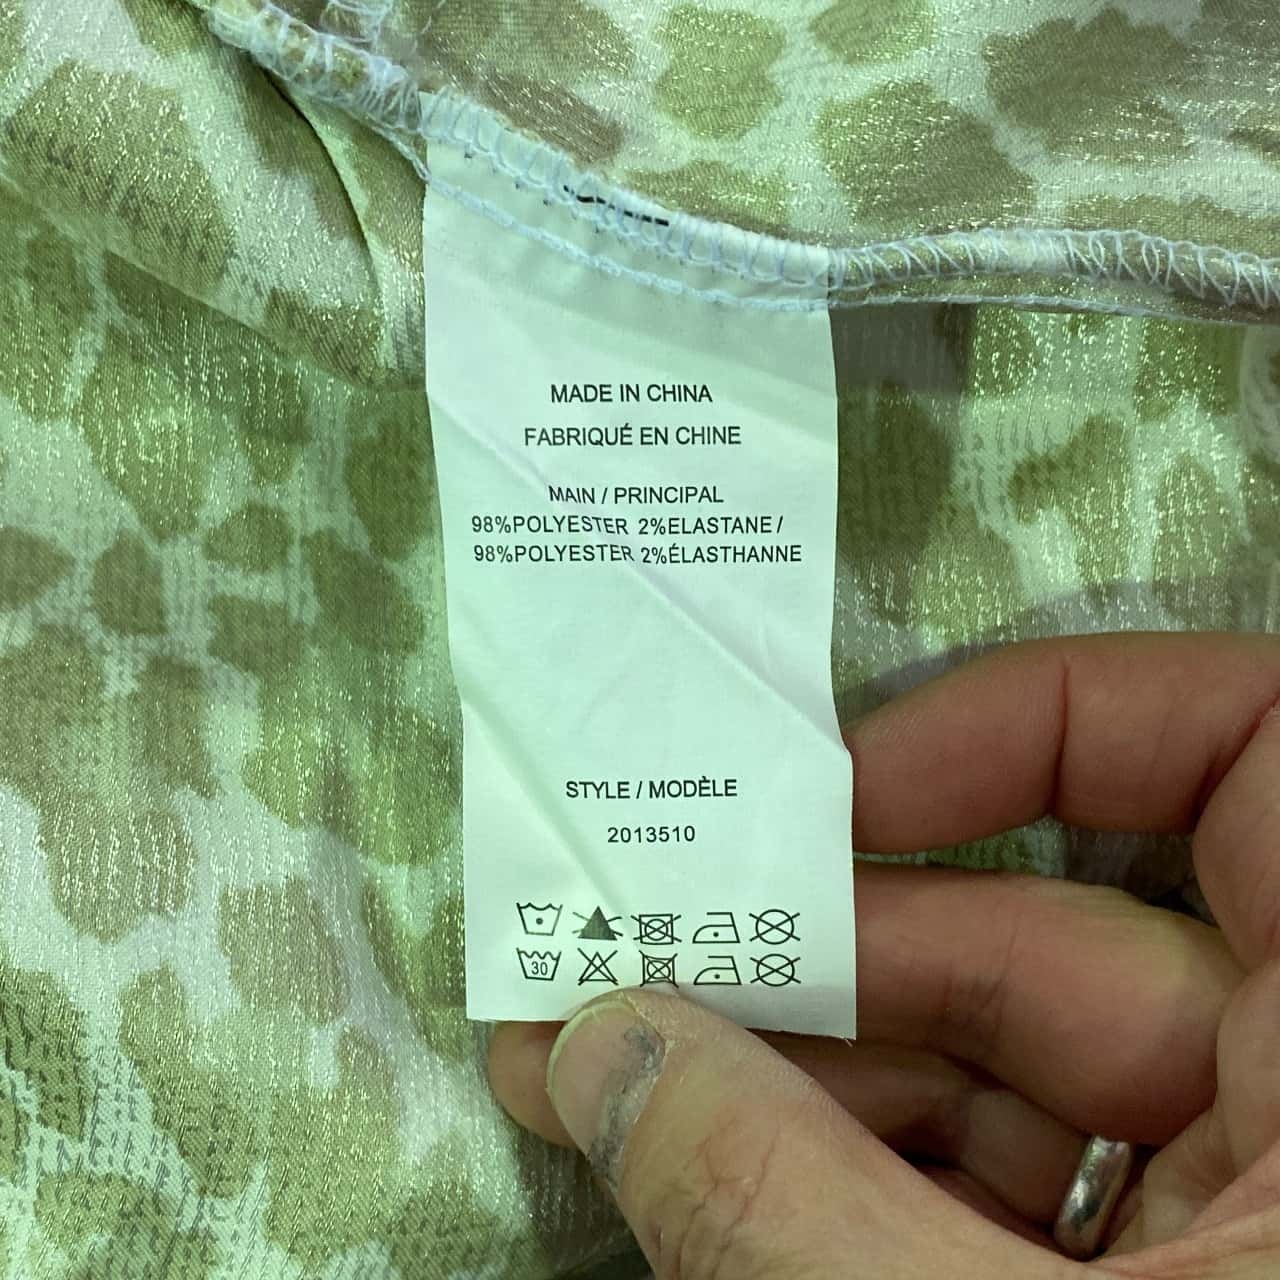 MADE IN CHINA
FABRIQUÉ EN CHINE
MAIN / PRINCIPAL
98%POLYESTER 2%ELASTANE /
98%POLYESTER 2%ÉLASTHANNE
STYLE / MODÈLE
2013510
30